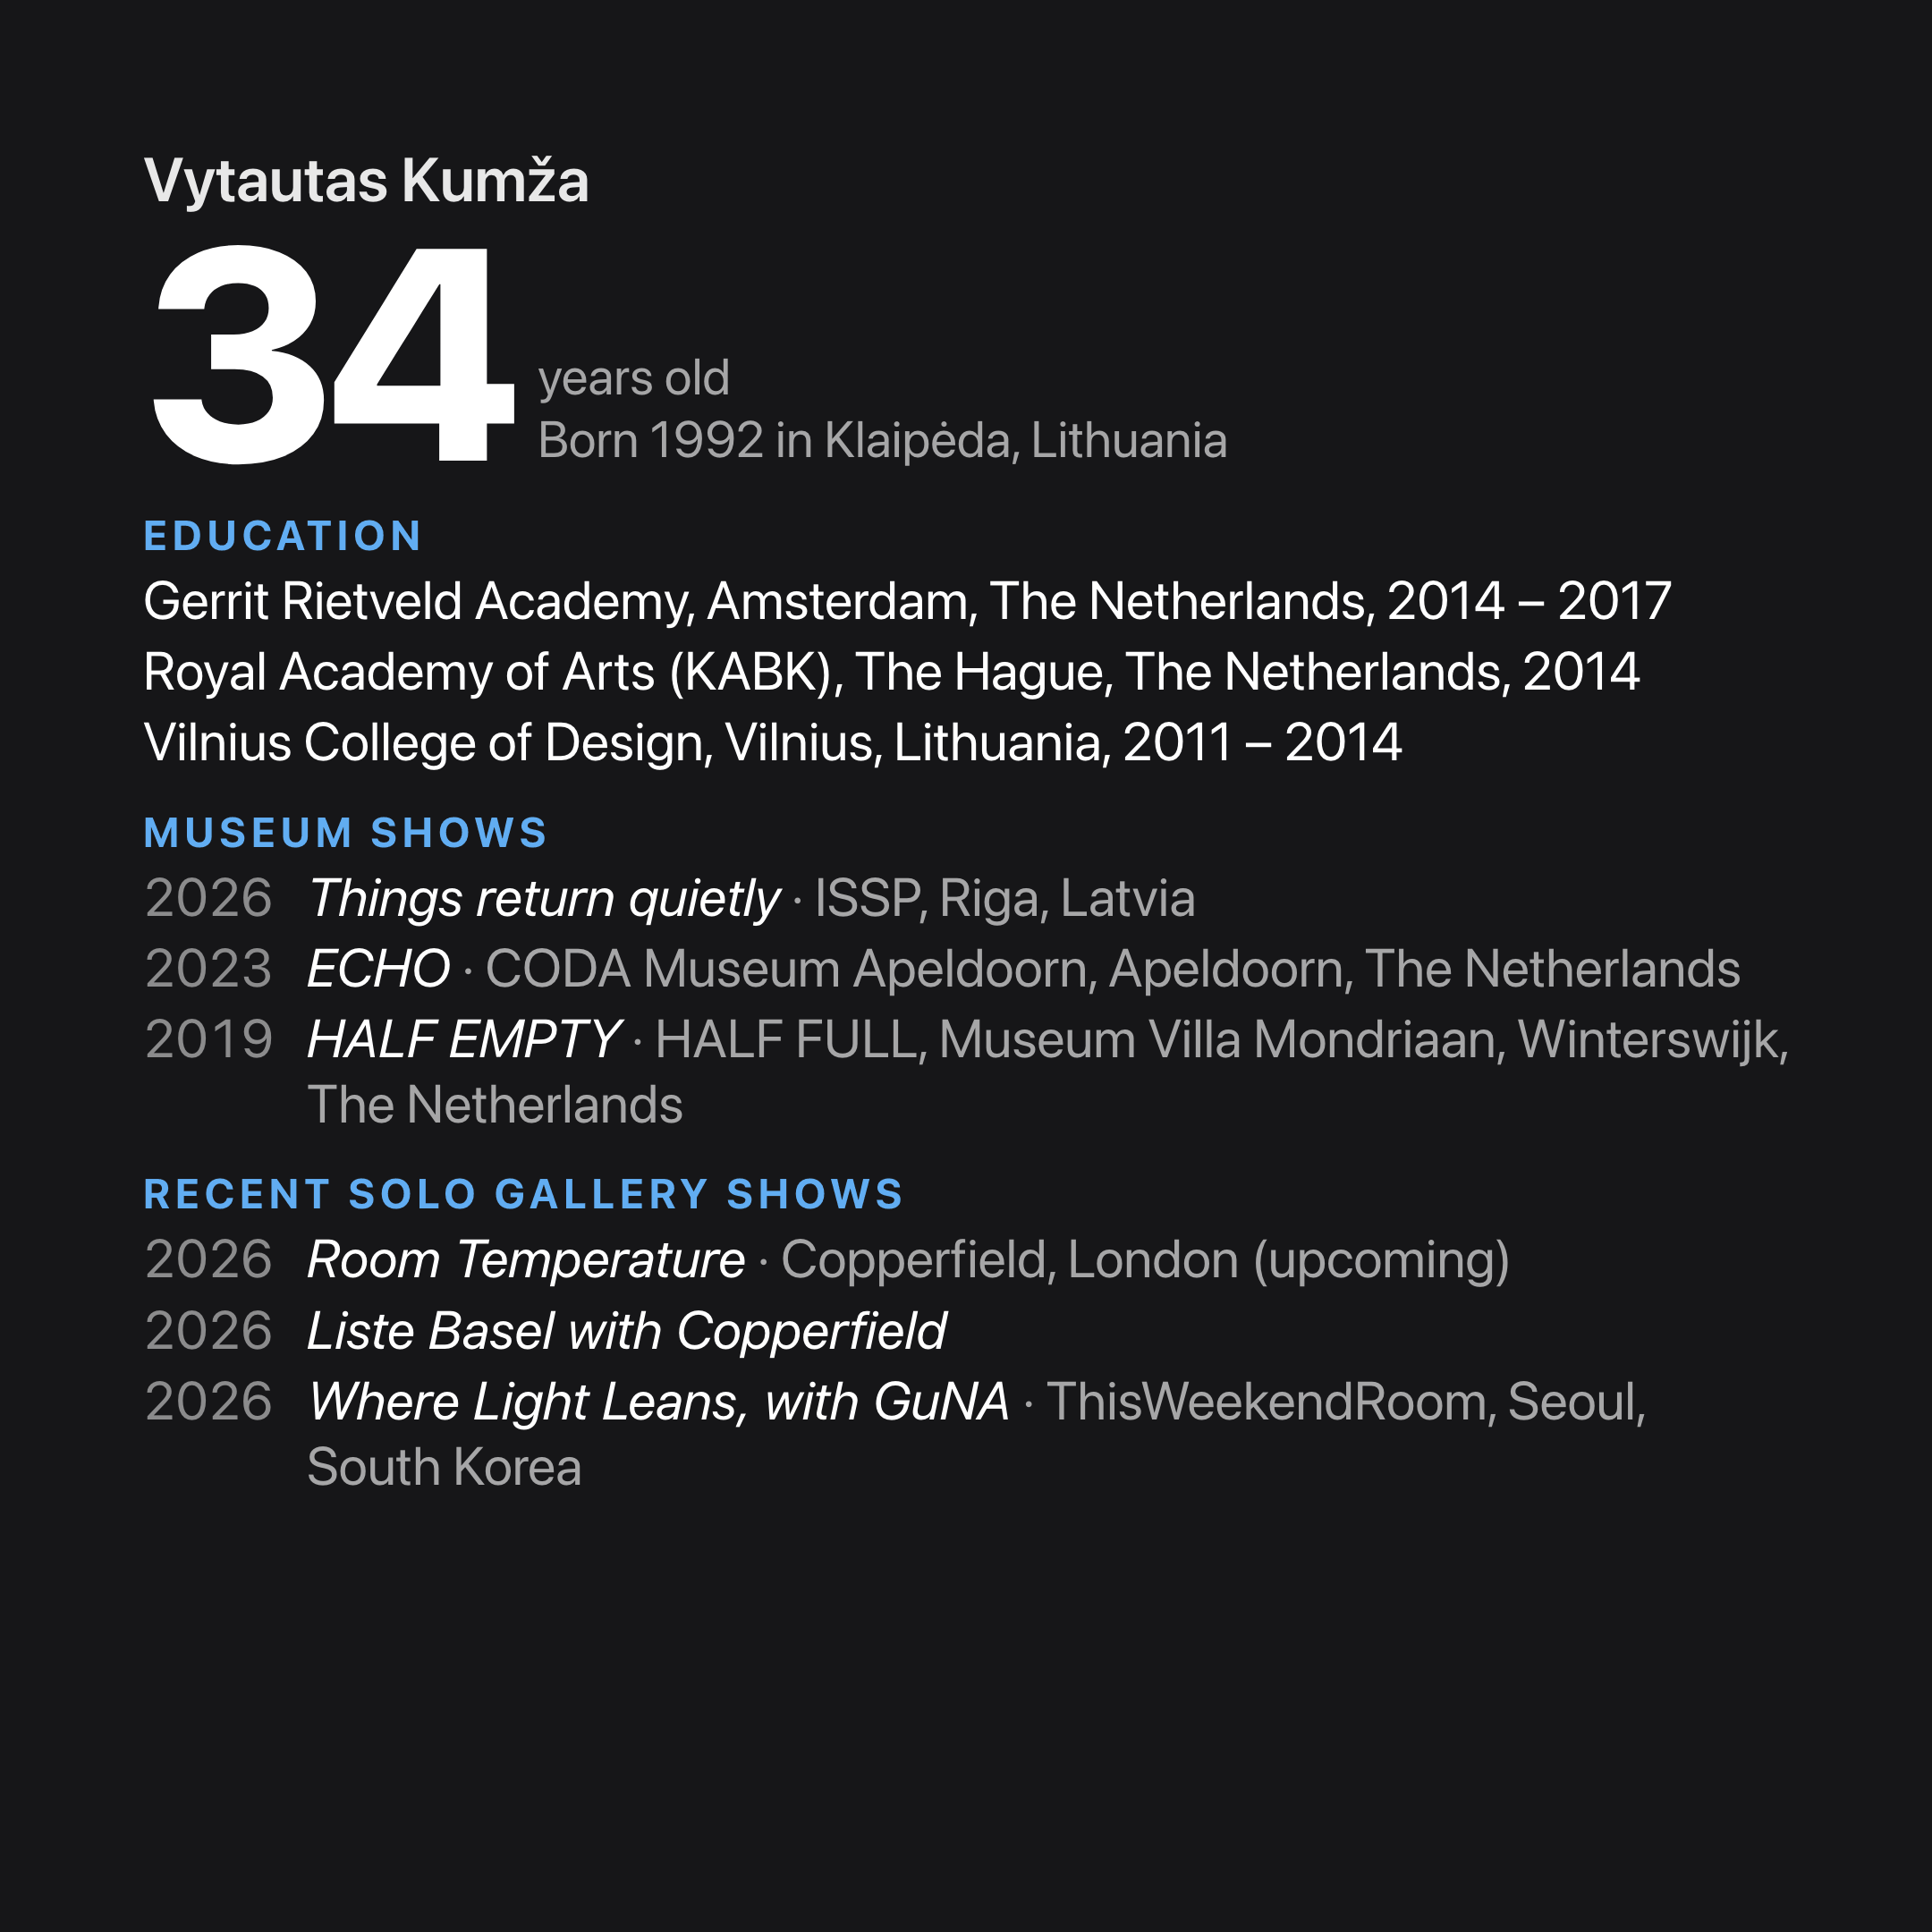 Vytautas Kumža
34
years old
Born 1992 in Klaipėda, Lithuania
EDUCATION
Gerrit Rietveld Academy, Amsterdam, The Netherlands, 2014 – 2017
Royal Academy of Arts (KABK), The Hague, The Netherlands, 2014
Vilnius College of Design, Vilnius, Lithuania, 2011 – 2014
MUSEUM SHOWS
2026 Things return quietly · ISSP, Riga, Latvia
2023 ECHO · CODA Museum Apeldoorn, Apeldoorn, The Netherlands
2019 HALF EMPTY · HALF FULL, Museum Villa Mondriaan, Winterswijk,
The Netherlands
RECENT SOLO GALLERY SHOWS
2026 Room Temperature · Copperfield, London (upcoming)
2026 Liste Basel with Copperfield
2026 Where Light Leans, with GuNA · ThisWeekendRoom, Seoul,
South Korea